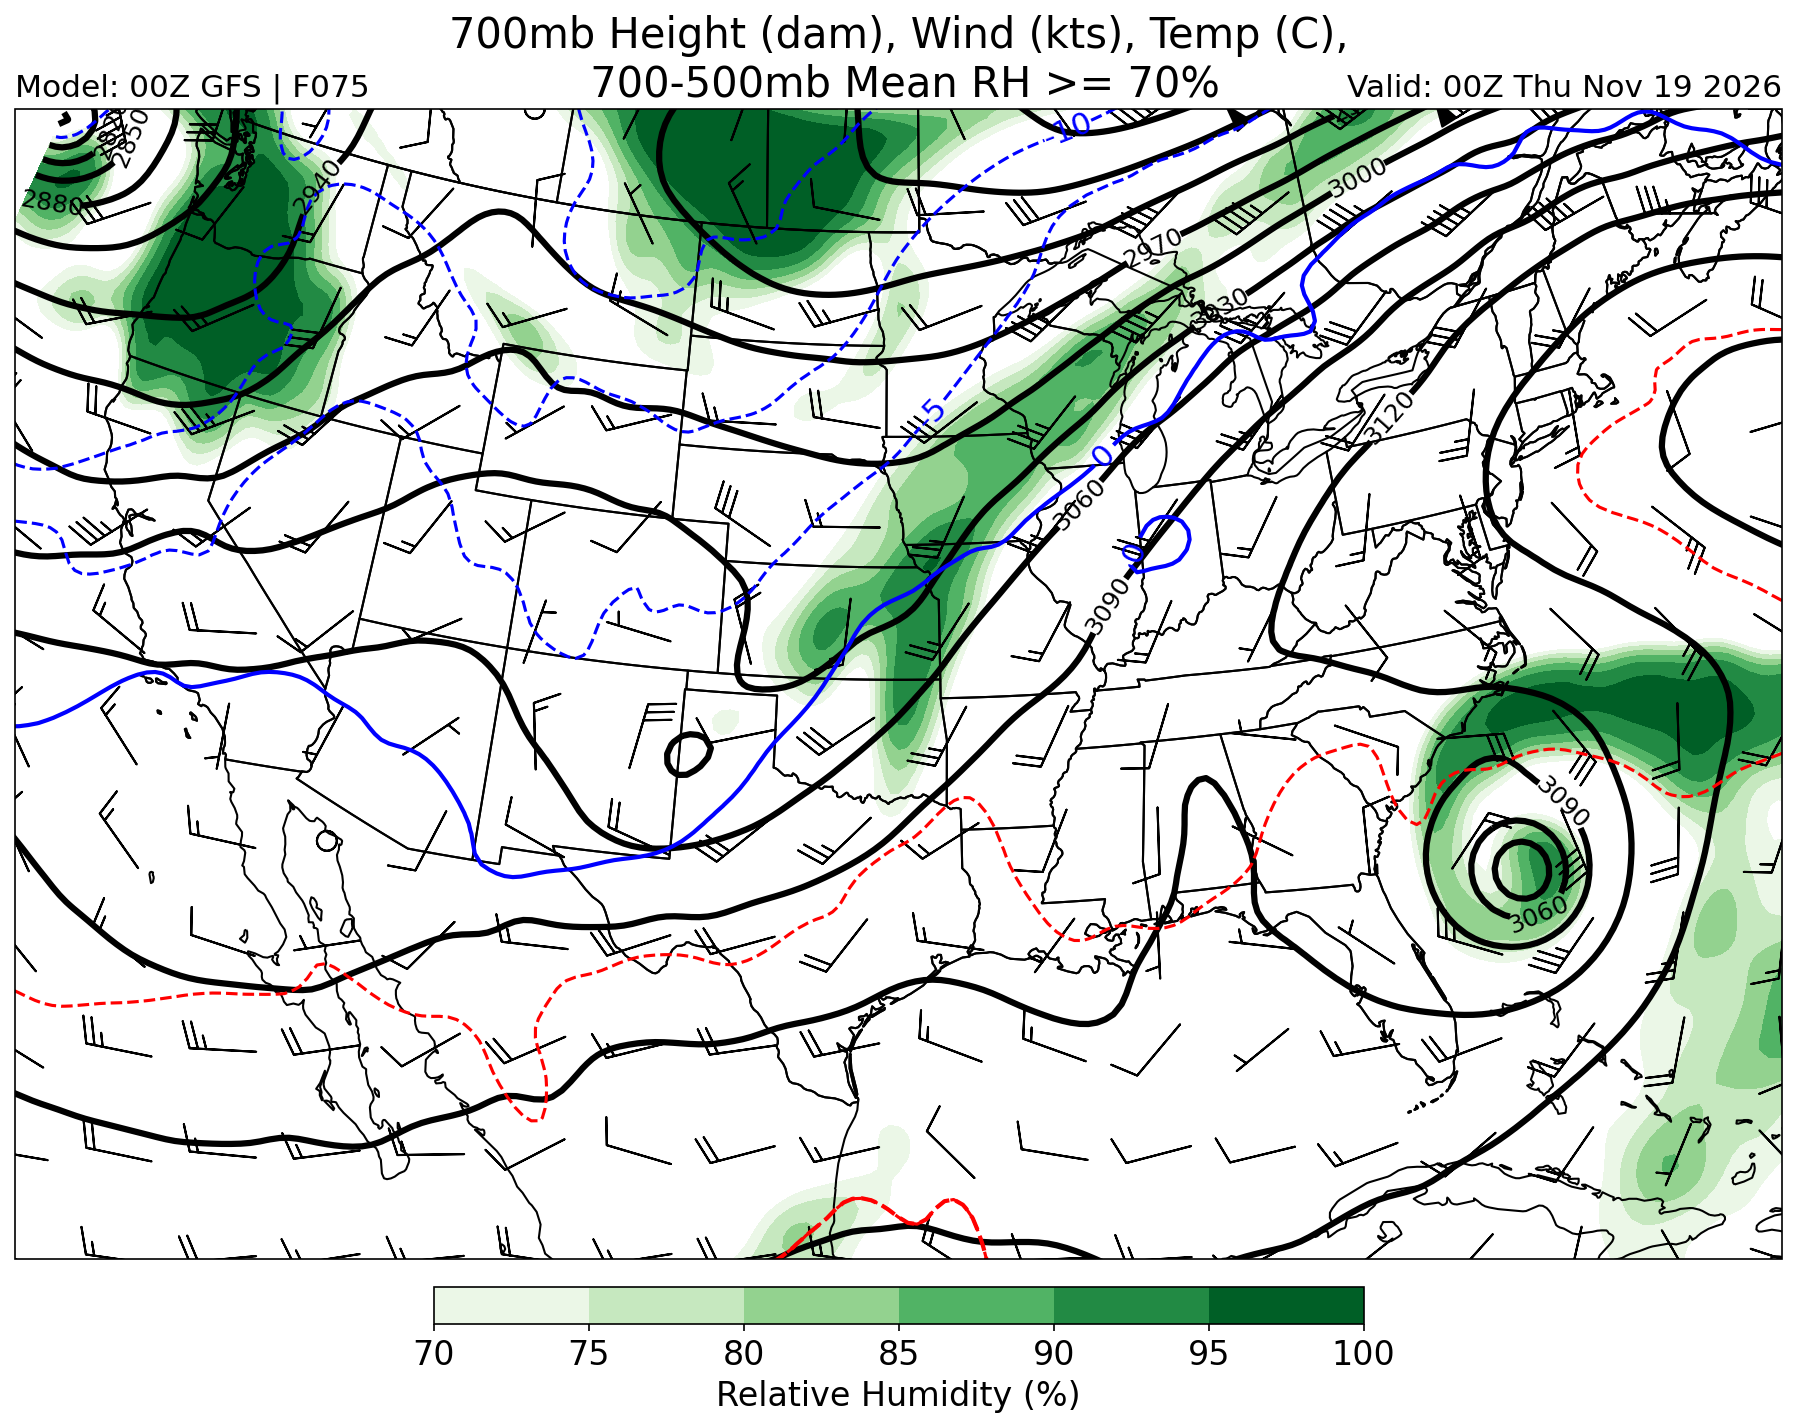 700mb Height (dam), Wind (kts), Temp (C),
Model: 00Z GFS | F075
700-500mb Mean RH >= 70%
Valid: 00Z Thu Nov 19 2026
2850
-10
2880
2940
3000
2970
3030
-5
3120
0
3060
0
3090
3090
3060
70 75 80 85 90 95 100
Relative Humidity (%)